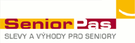 Senior Pas
SLEVY A VÝHODY PRO SENIORY